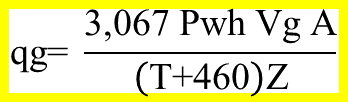 qg= 3,067 Pwh Vg A
(T+460)Z